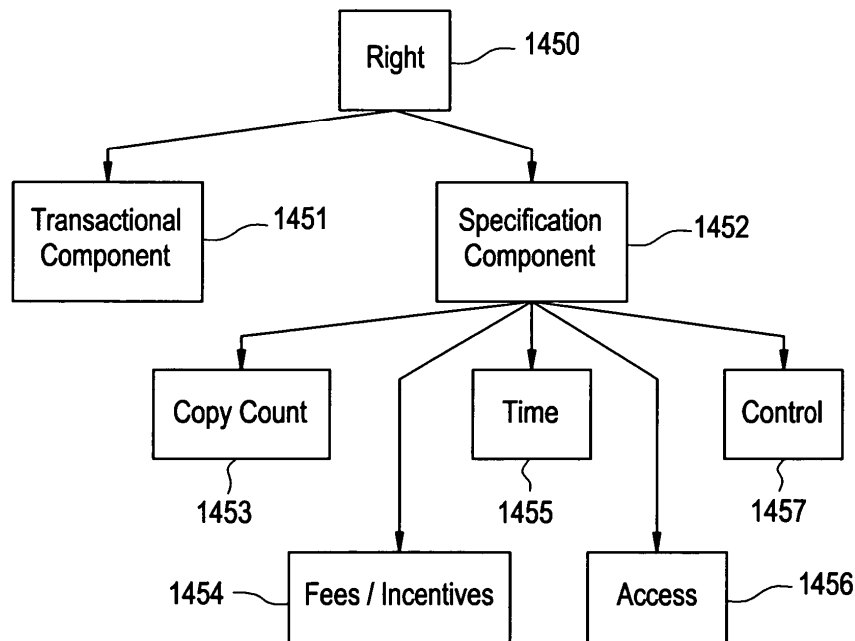 Right
1450
Transactional
Component
1451
Specification
Component
1452
Copy Count
1453
Time
1455
Control
1457
1454
Fees / Incentives
Access
1456